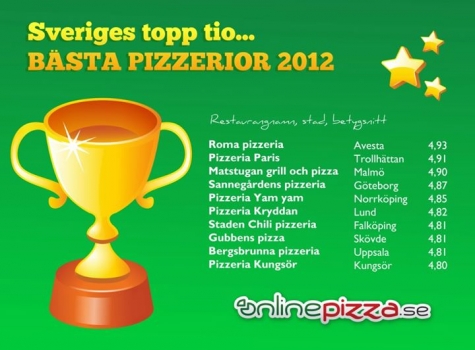 Sveriges topp tio...
BÄSTA PIZZERIOR 2012
Restaurangnamn, stad, betygsnitt
Roma pizzeria Avesta 4,93
Pizzeria Paris Trollhättan 4,91
Matstugan grill och pizza Malmö 4,90
Sannegårdens pizzeria Göteborg 4,87
Pizzeria Yam yam Norrköping 4,85
Pizzeria Kryddan Lund 4,82
Staden Chili pizzeria Falköping 4,81
Gubbens pizza Skövde 4,81
Bergsbrunna pizzeria Uppsala 4,81
Pizzeria Kungsör Kungsör 4,80
onlinepizza.se